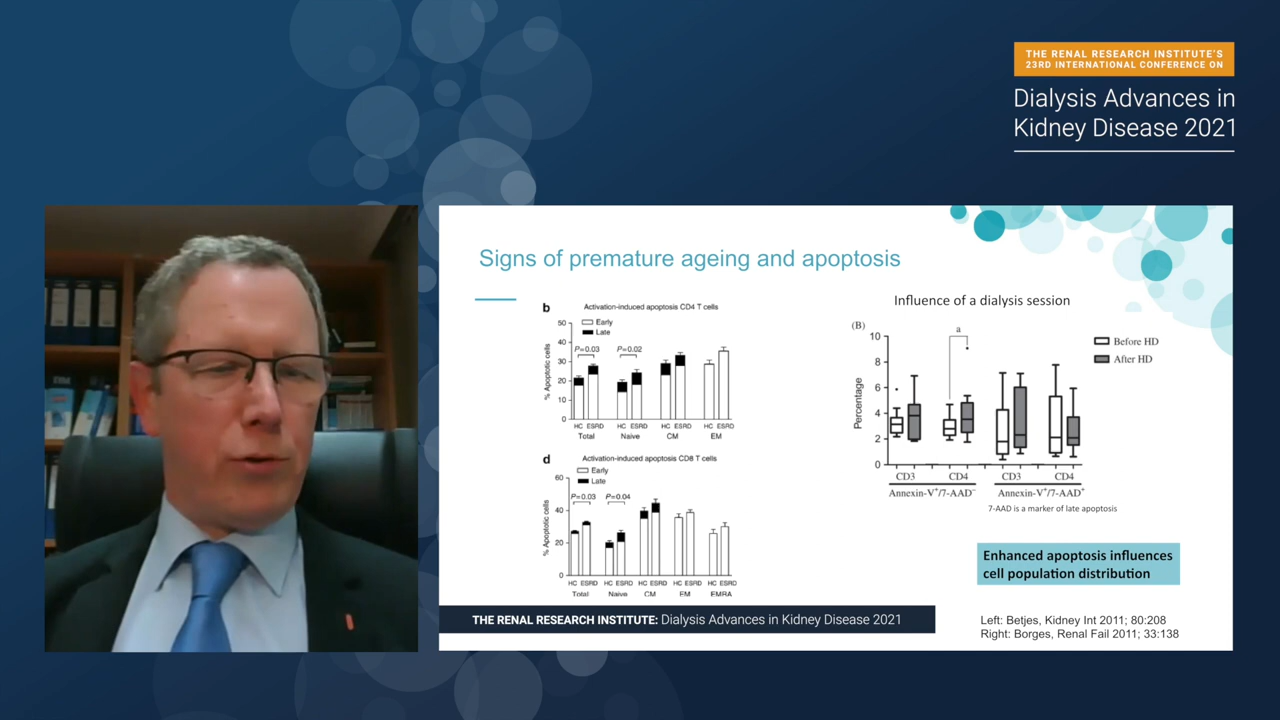 THE RENAL RESEARCH INSTITUTE'S
23RD INTERNATIONAL CONFERENCE ON
Dialysis Advances in
Kidney Disease 2021
Signs of premature ageing and apoptosis
b
Activation-induced apoptosis CD4 T cells
Early
Late
% Apoptotic cells
50
40
30
20
10
0
P=0.03
P=0.02
HC ESRD HC ESRD HC ESRD HC ESRD
Total Naive CM EM
d
Activation-induced apoptosis CD8 T cells
Early
Late
% Apoptotic cells
60
40
20
0
P=0.03
P=0.04
HC ESRD HC ESRD HC ESRD HC ESRD HC ESRD
Total Naive CM EM EMRA
Influence of a dialysis session
(B)
Percentage
10
8
6
4
2
0
a
Before HD
After HD
CD3 CD4 CD3 CD4
Annexin-V+/7-AAD− Annexin-V+/7-AAD+
7-AAD is a marker of late apoptosis
Enhanced apoptosis influences
cell population distribution
THE RENAL RESEARCH INSTITUTE: Dialysis Advances in Kidney Disease 2021
Left: Betjes, Kidney Int 2011; 80:208
Right: Borges, Renal Fail 2011; 33:138